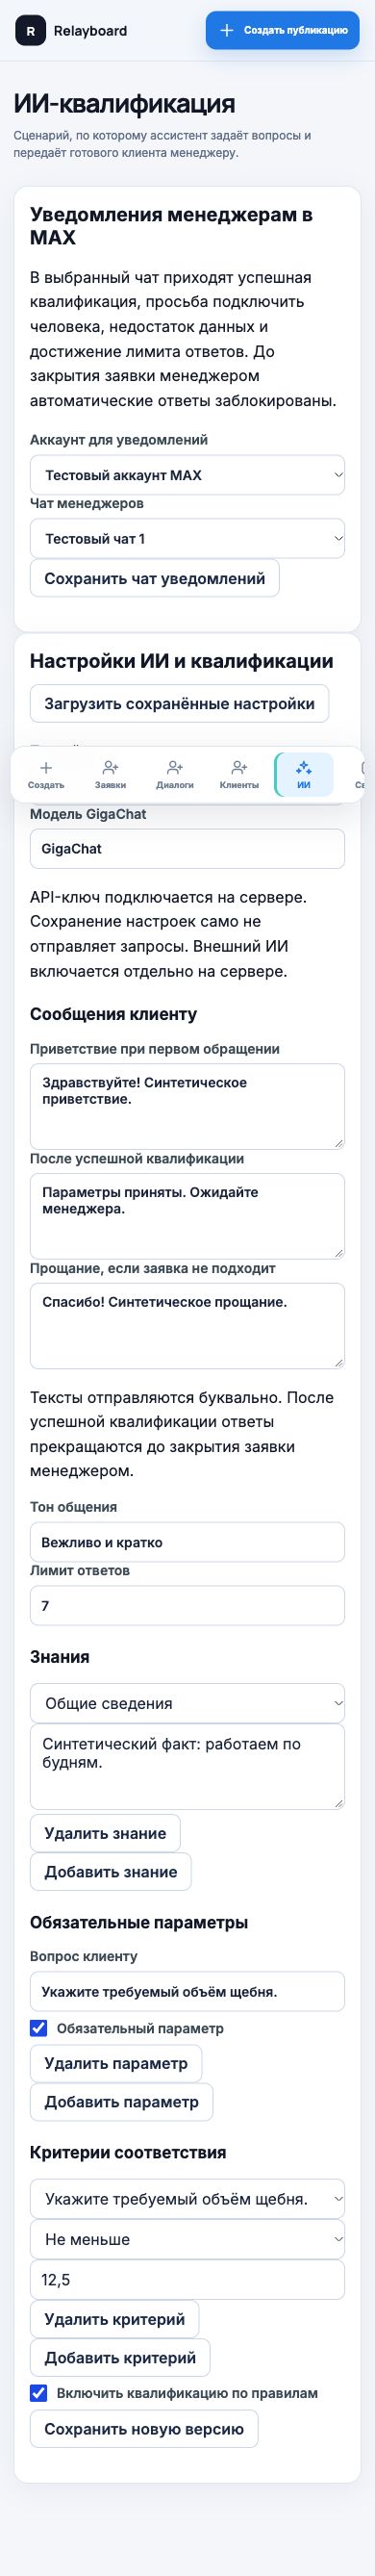 R Relayboard
Создать публикацию
ИИ-квалификация
Сценарий, по которому ассистент задаёт вопросы и
передаёт готового клиента менеджеру.
Уведомления менеджерам в
MAX
В выбранный чат приходят успешная
квалификация, просьба подключить
человека, недостаток данных и
достижение лимита ответов. До
закрытия заявки менеджером
автоматические ответы заблокированы.
Аккаунт для уведомлений
Тестовый аккаунт MAX
Чат менеджеров
Тестовый чат 1
Сохранить чат уведомлений
Настройки ИИ и квалификации
Загрузить сохранённые настройки
Создать
Заявки
Диалоги
Клиенты
ИИ
Модель GigaChat
GigaChat
API-ключ подключается на сервере.
Сохранение настроек само не
отправляет запросы. Внешний ИИ
включается отдельно на сервере.
Сообщения клиенту
Приветствие при первом обращении
Здравствуйте! Синтетическое
приветствие.
После успешной квалификации
Параметры приняты. Ожидайте
менеджера.
Прощание, если заявка не подходит
Спасибо! Синтетическое прощание.
Тексты отправляются буквально. После
успешной квалификации ответы
прекращаются до закрытия заявки
менеджером.
Тон общения
Вежливо и кратко
Лимит ответов
7
Знания
Общие сведения
Синтетический факт: работаем по
будням.
Удалить знание
Добавить знание
Обязательные параметры
Вопрос клиенту
Укажите требуемый объём щебня.
Обязательный параметр
Удалить параметр
Добавить параметр
Критерии соответствия
Укажите требуемый объём щебня.
Не меньше
12,5
Удалить критерий
Добавить критерий
Включить квалификацию по правилам
Сохранить новую версию